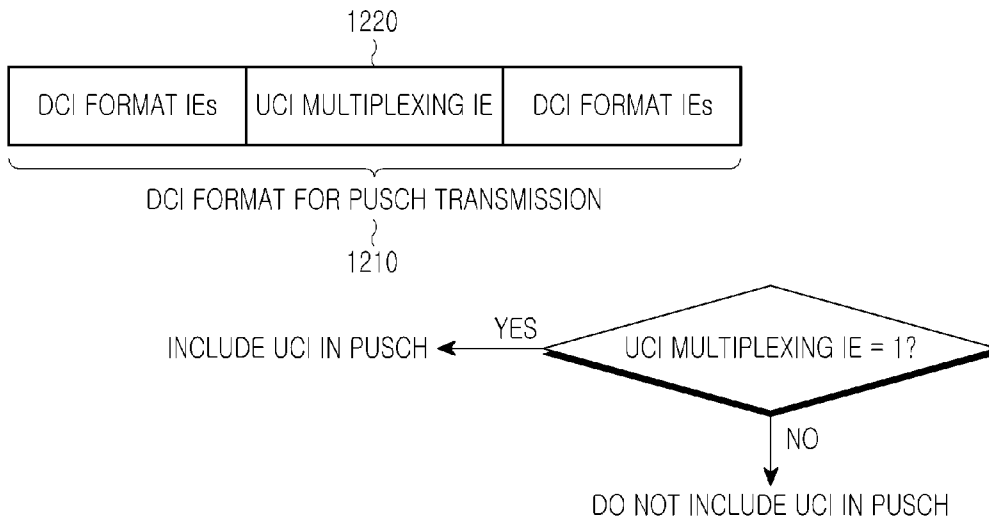 1220
DCI FORMAT IEs UCI MULTIPLEXING IE DCI FORMAT IEs
DCI FORMAT FOR PUSCH TRANSMISSION
1210
INCLUDE UCI IN PUSCH YES UCI MULTIPLEXING IE = 1?
NO
DO NOT INCLUDE UCI IN PUSCH